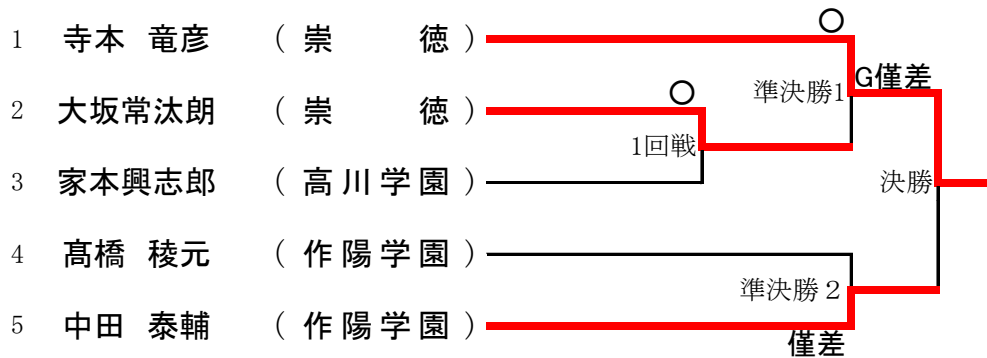 ○
1 寺本 竜彦 ( 崇 徳 )
準決勝1 G僅差
○
2 大坂常汰朗 ( 崇 徳 )
1回戦
3 家本興志郎 ( 高川学園 )
決勝
4 髙橋 稜元 ( 作陽学園 )
準決勝２
5 中田 泰輔 ( 作陽学園 )
僅差